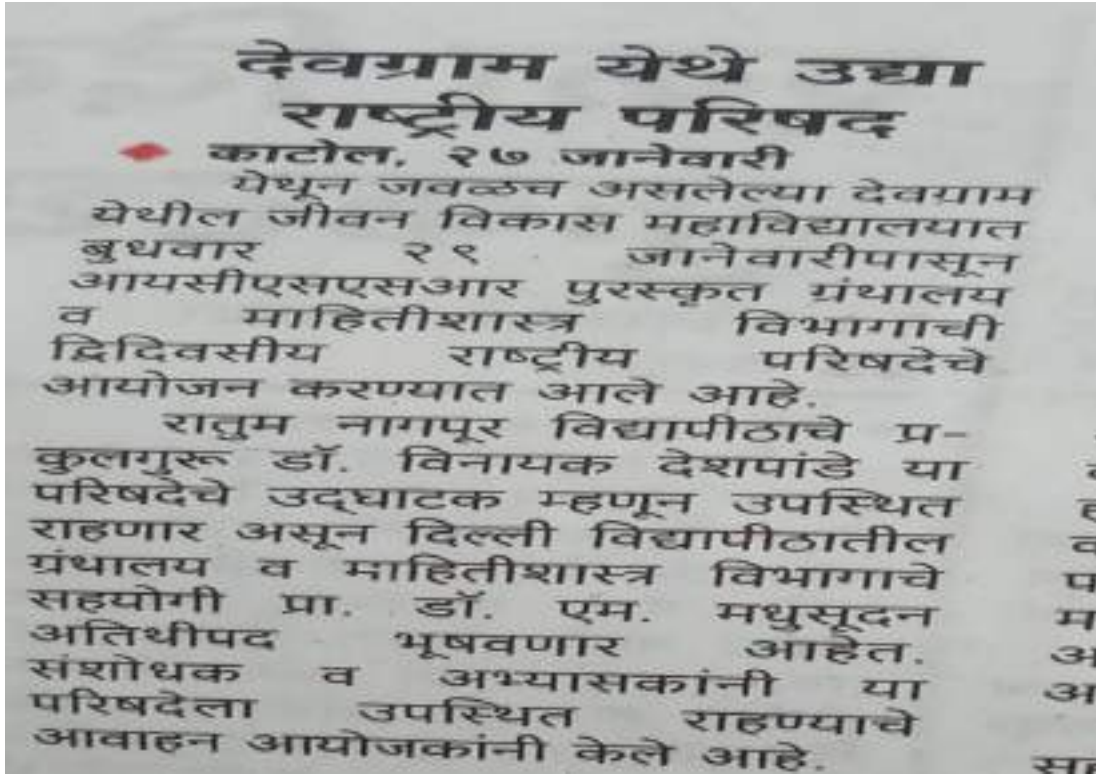 देवग्राम येथे उद्या
राष्ट्रीय परिषद
काटोल, २७ जानेवारी
येथून जवळच असलेल्या देवग्राम
येथील जीवन विकास महाविद्यालयात
बुधवार २९ जानेवारीपासून
आयसीएसएसआर पुरस्कृत ग्रंथालय
व माहितीशास्त्र विभागाची
द्विदिवसीय राष्ट्रीय परिषदेचे
आयोजन करण्यात आले आहे.
रातुम नागपूर विद्यापीठाचे प्र-
कुलगुरू डॉ. विनायक देशपांडे या
परिषदेचे उद्‌घाटक म्हणून उपस्थित
राहणार असून दिल्ली विद्यापीठातील
ग्रंथालय व माहितीशास्त्र विभागाचे
सहयोगी प्रा. डॉ. एम. मधुसूदन
अतिथीपद भूषवणार आहेत.
संशोधक व अभ्यासकांनी या
परिषदेला उपस्थित राहण्याचे
आवाहन आयोजकांनी केले आहे.